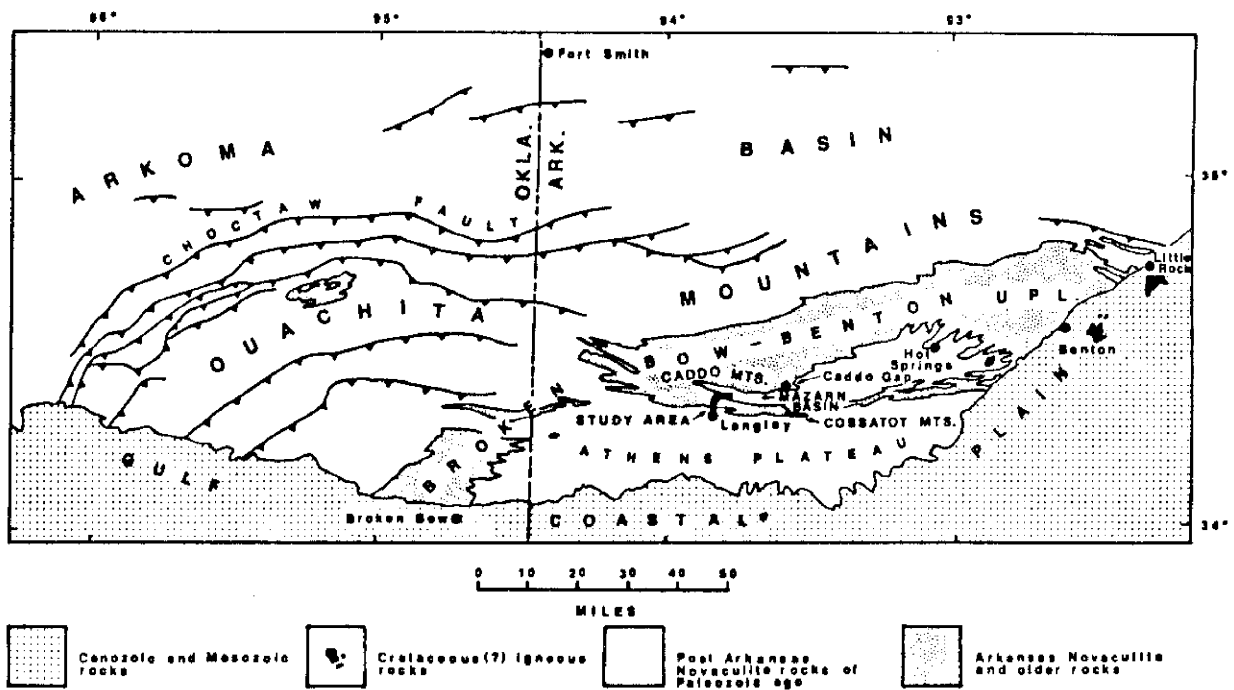 96° 95° 94° 93°
Fort Smith
ARKOMA BASIN
OKLA.
ARK.
35°
CHOCTAW FAULT
OUACHITA MOUNTAINS
Little Rock
BROKEN BOW-BENTON UPL.
Benton
Hot Springs
CADDO MTS.
Caddo Gap
MAZARN BASIN
STUDY AREA
Langley
COSSATOT MTS.
ATHENS PLATEAU
GULF COASTAL PLAIN
Broken Bow
34°
0 10 20 30 40 50
MILES
Cenozoic and Mesozoic
rocks
Cretaceous(?) igneous
rocks
Post Arkansas
Novaculite rocks of
Paleozoic age
Arkansas Novaculite
and older rocks